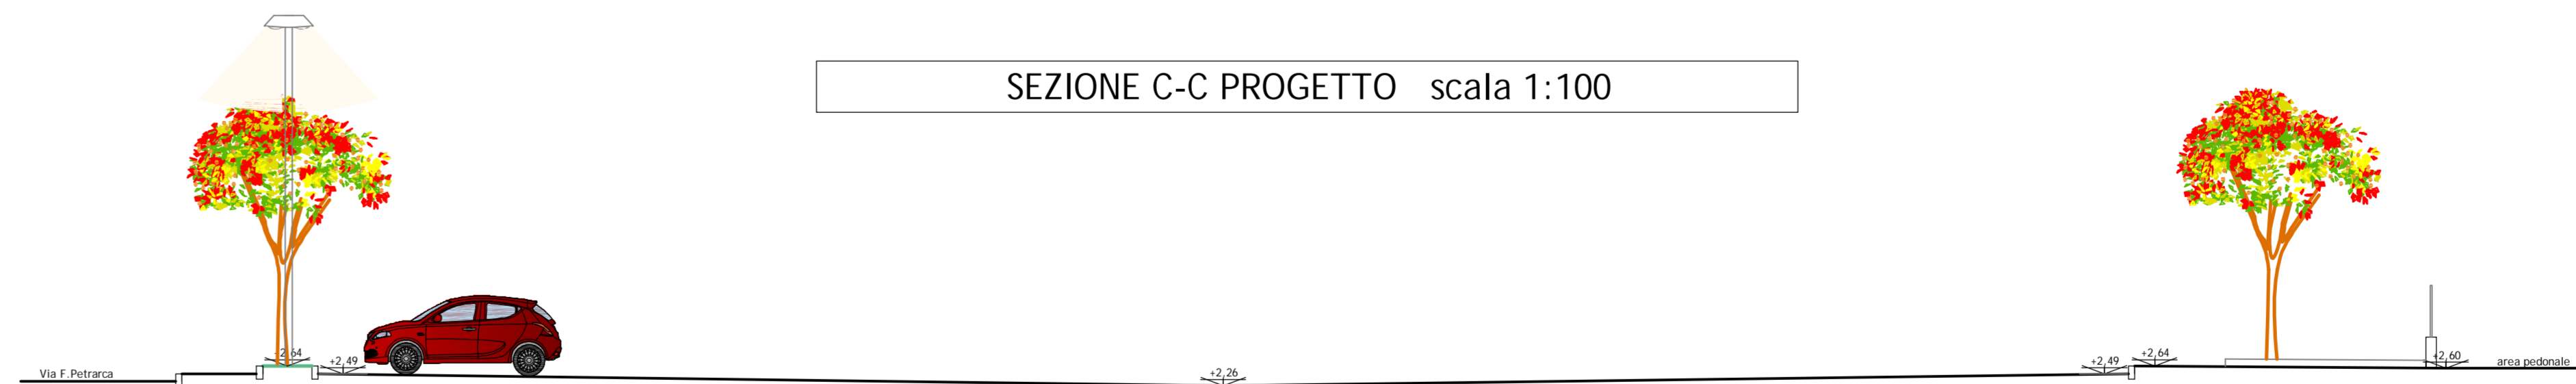 SEZIONE C-C PROGETTO scala 1:100
+2,64
+2,49
Via F.Petrarca
+2,26
+2,49
+2,64
+2,60
area pedonale